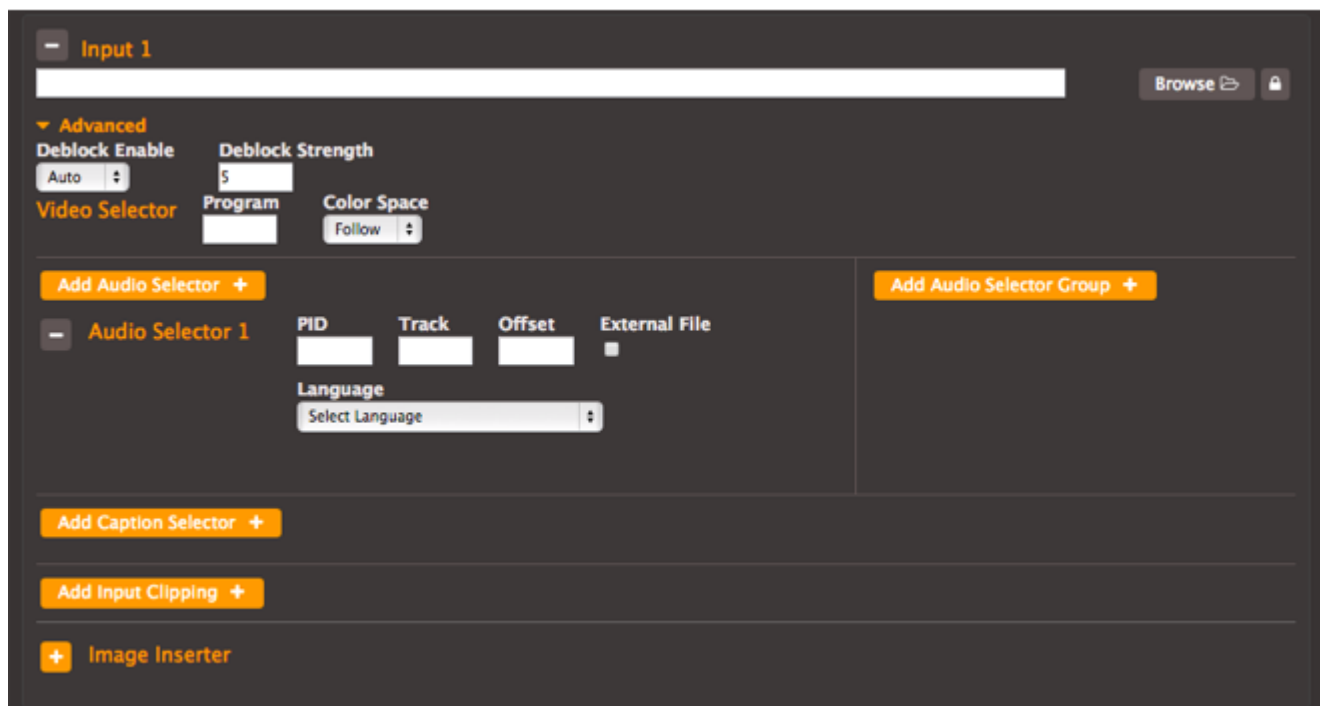 Input 1
Browse
Advanced
Deblock Enable Deblock Strength
Auto 5
Video Selector Program Color Space
Follow
Add Audio Selector + Add Audio Selector Group +
Audio Selector 1 PID Track Offset External File
Language
Select Language
Add Caption Selector +
Add Input Clipping +
Image Inserter